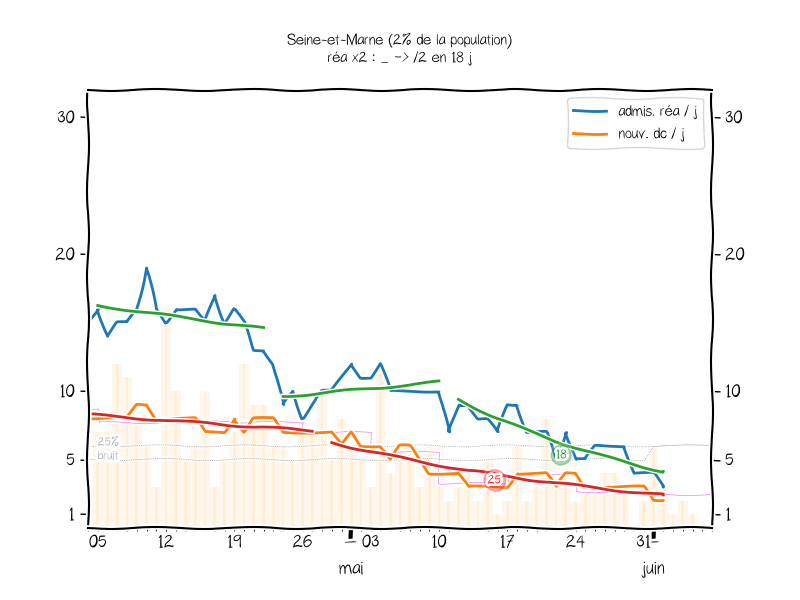 Seine-et-Marne (2% de la population)
réa x2 : _ -> /2 en 18 j
admis. réa / j
nouv. dc / j
30
30
20
20
10
10
5
5
1
1
25%
bruit
18
25
05 12 19 26 03 10 17 24 31
mai juin